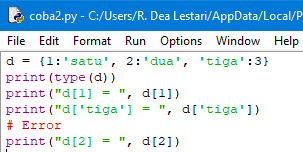 coba2.py - C:/Users/R. Dea Lestari/AppData/Local/P
File Edit Format Run Options Window Help
d = {1:'satu', 2:'dua', 'tiga':3}
print(type(d))
print("d[1] = ", d[1])
print("d['tiga'] = ", d['tiga'])
# Error
print("d[2] = ", d[2])